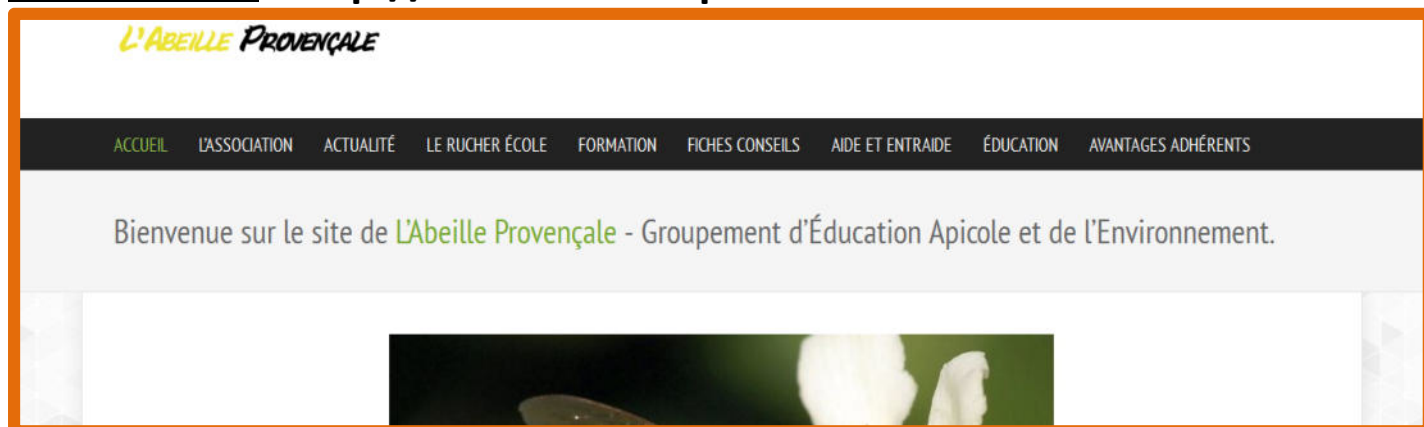 L'ABEILLE PROVENÇALE
ACCUEIL L'ASSOCIATION ACTUALITÉ LE RUCHER ÉCOLE FORMATION FICHES CONSEILS AIDE ET ENTRAIDE ÉDUCATION AVANTAGES ADHÉRENTS
Bienvenue sur le site de L'Abeille Provençale - Groupement d'Éducation Apicole et de l'Environnement.